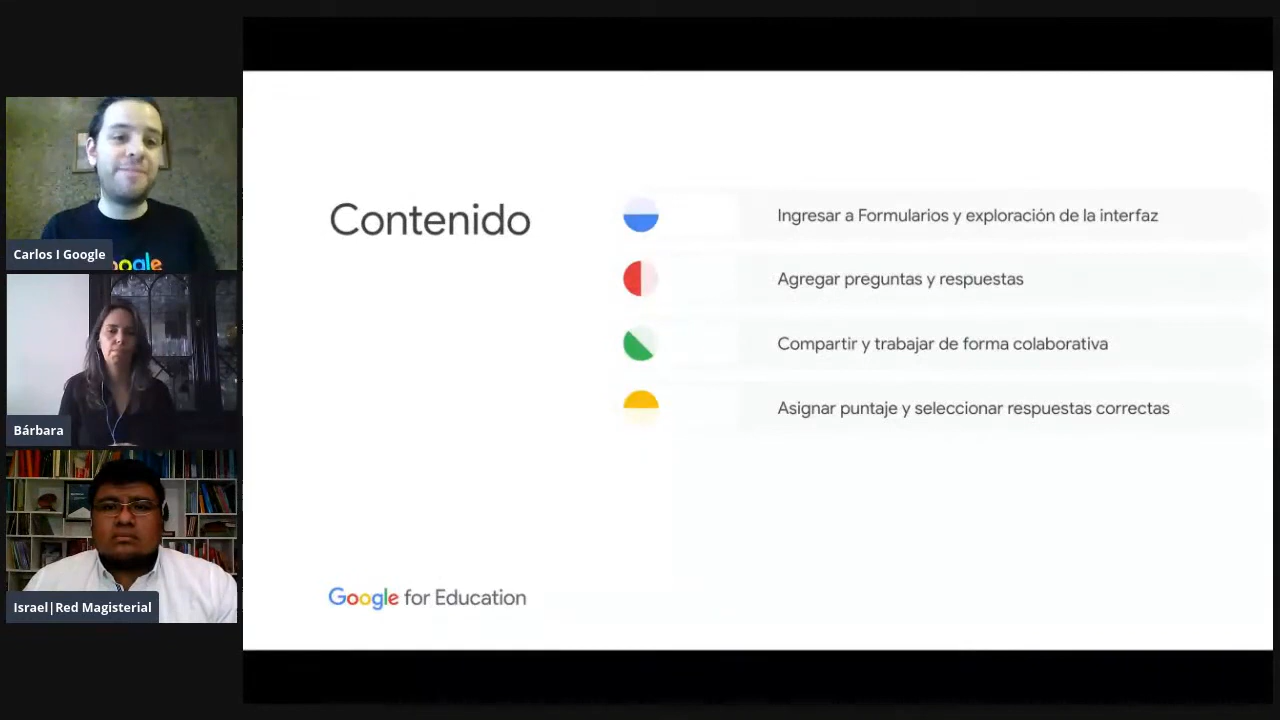 oogle
Carlos I Google
Bárbara
Israel|Red Magisterial
Contenido
Ingresar a Formularios y exploración de la interfaz
Agregar preguntas y respuestas
Compartir y trabajar de forma colaborativa
Asignar puntaje y seleccionar respuestas correctas
Google for Education